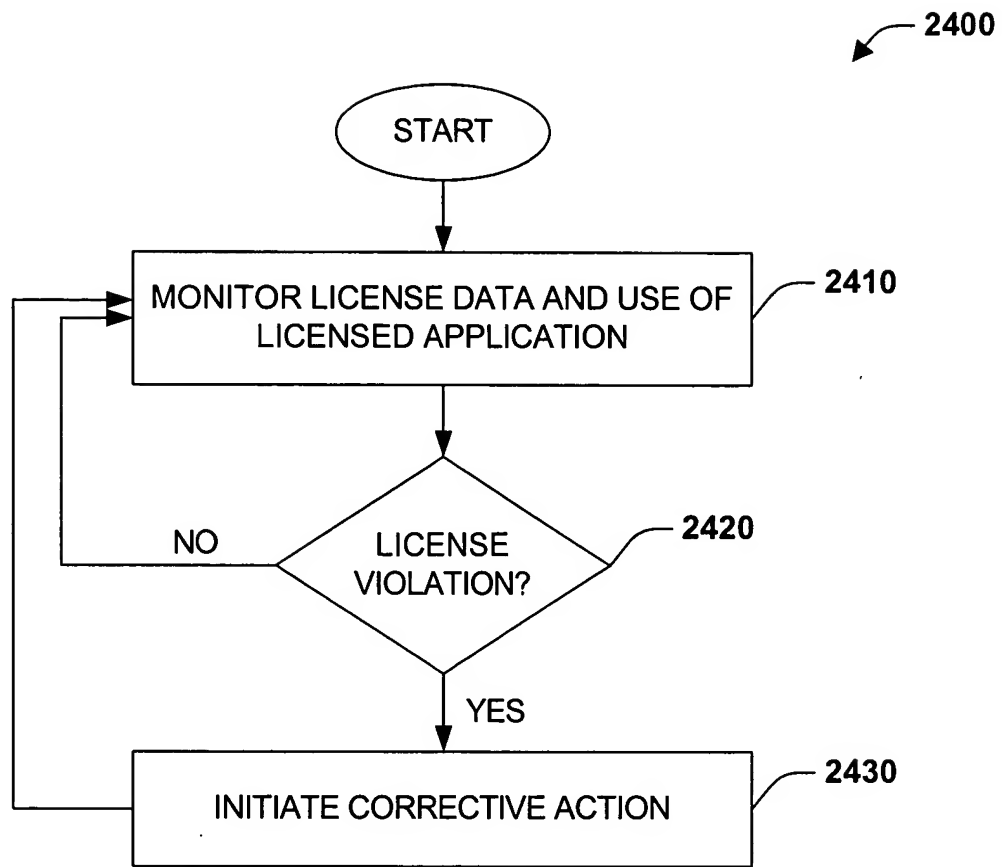 2400
START
MONITOR LICENSE DATA AND USE OF
LICENSED APPLICATION
2410
LICENSE
VIOLATION?
2420
NO
YES
INITIATE CORRECTIVE ACTION
2430